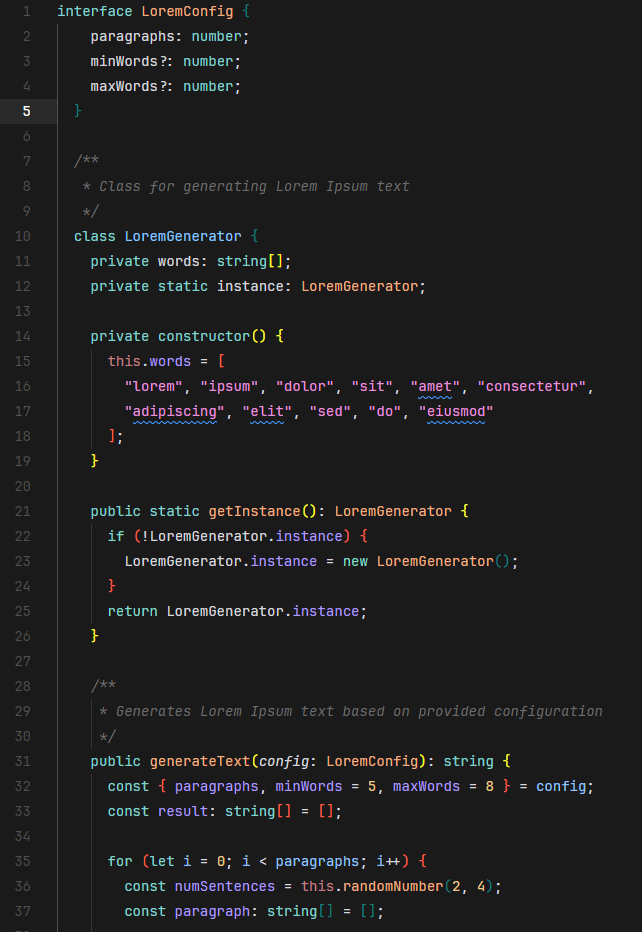 1 interface LoremConfig {
2 paragraphs: number;
3 minWords?: number;
4 maxWords?: number;
5 }
6
7 /**
8 * Class for generating Lorem Ipsum text
9 */
10 class LoremGenerator {
11 private words: string[];
12 private static instance: LoremGenerator;
13
14 private constructor() {
15 this.words = [
16 "lorem", "ipsum", "dolor", "sit", "amet", "consectetur",
17 "adipiscing", "elit", "sed", "do", "eiusmod"
18 ];
19 }
20
21 public static getInstance(): LoremGenerator {
22 if (!LoremGenerator.instance) {
23 LoremGenerator.instance = new LoremGenerator();
24 }
25 return LoremGenerator.instance;
26 }
27
28 /**
29 * Generates Lorem Ipsum text based on provided configuration
30 */
31 public generateText(config: LoremConfig): string {
32 const { paragraphs, minWords = 5, maxWords = 8 } = config;
33 const result: string[] = [];
34
35 for (let i = 0; i < paragraphs; i++) {
36 const numSentences = this.randomNumber(2, 4);
37 const paragraph: string[] = [];